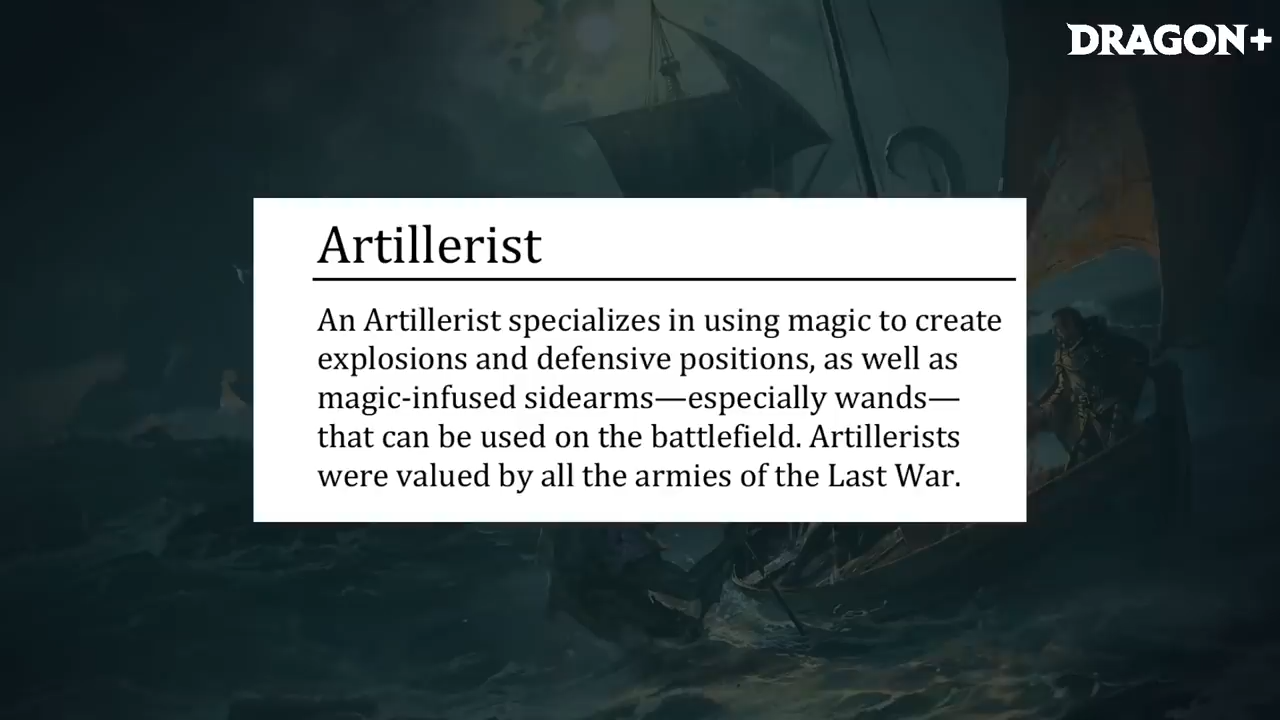 DRAGON+
Artillerist
An Artillerist specializes in using magic to create
explosions and defensive positions, as well as
magic-infused sidearms—especially wands—
that can be used on the battlefield. Artillerists
were valued by all the armies of the Last War.